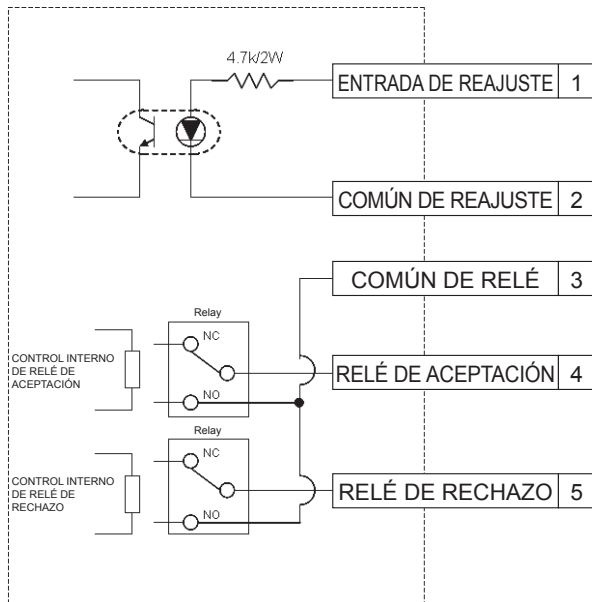 4.7k/2W
ENTRADA DE REAJUSTE 1
COMÚN DE REAJUSTE 2
COMÚN DE RELÉ 3
Relay
NC
CONTROL INTERNO
DE RELÉ DE
ACEPTACIÓN
RELÉ DE ACEPTACIÓN 4
NO
Relay
NC
CONTROL INTERNO
DE RELÉ DE
RECHAZO
RELÉ DE RECHAZO 5
NO